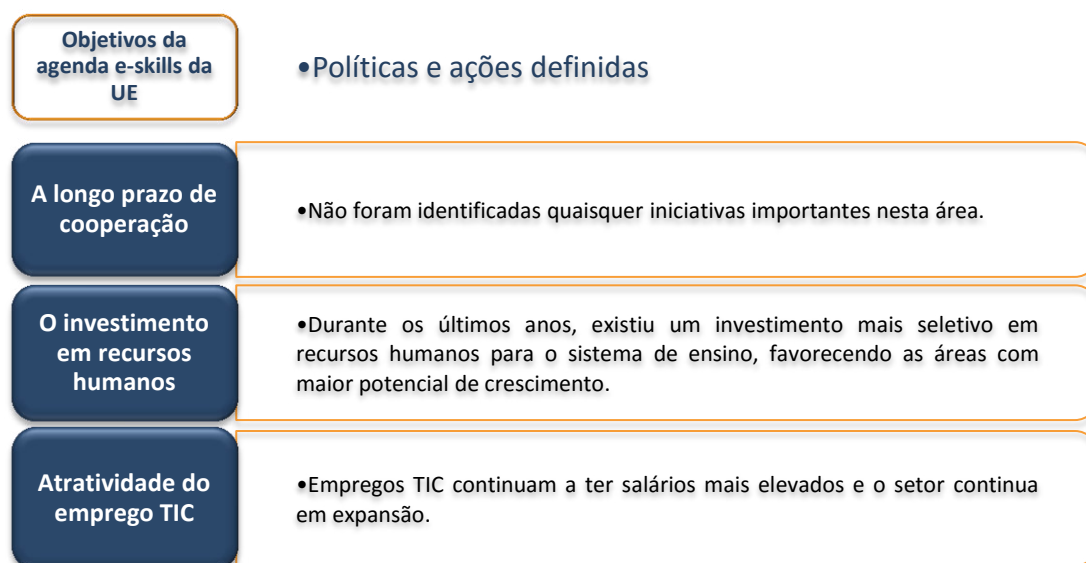 Objetivos da
agenda e-skills da
UE
•Políticas e ações definidas
A longo prazo de
cooperação
•Não foram identificadas quaisquer iniciativas importantes nesta área.
O investimento
em recursos
humanos
•Durante os últimos anos, existiu um investimento mais seletivo em
recursos humanos para o sistema de ensino, favorecendo as áreas com
maior potencial de crescimento.
Atratividade do
emprego TIC
•Empregos TIC continuam a ter salários mais elevados e o setor continua
em expansão.